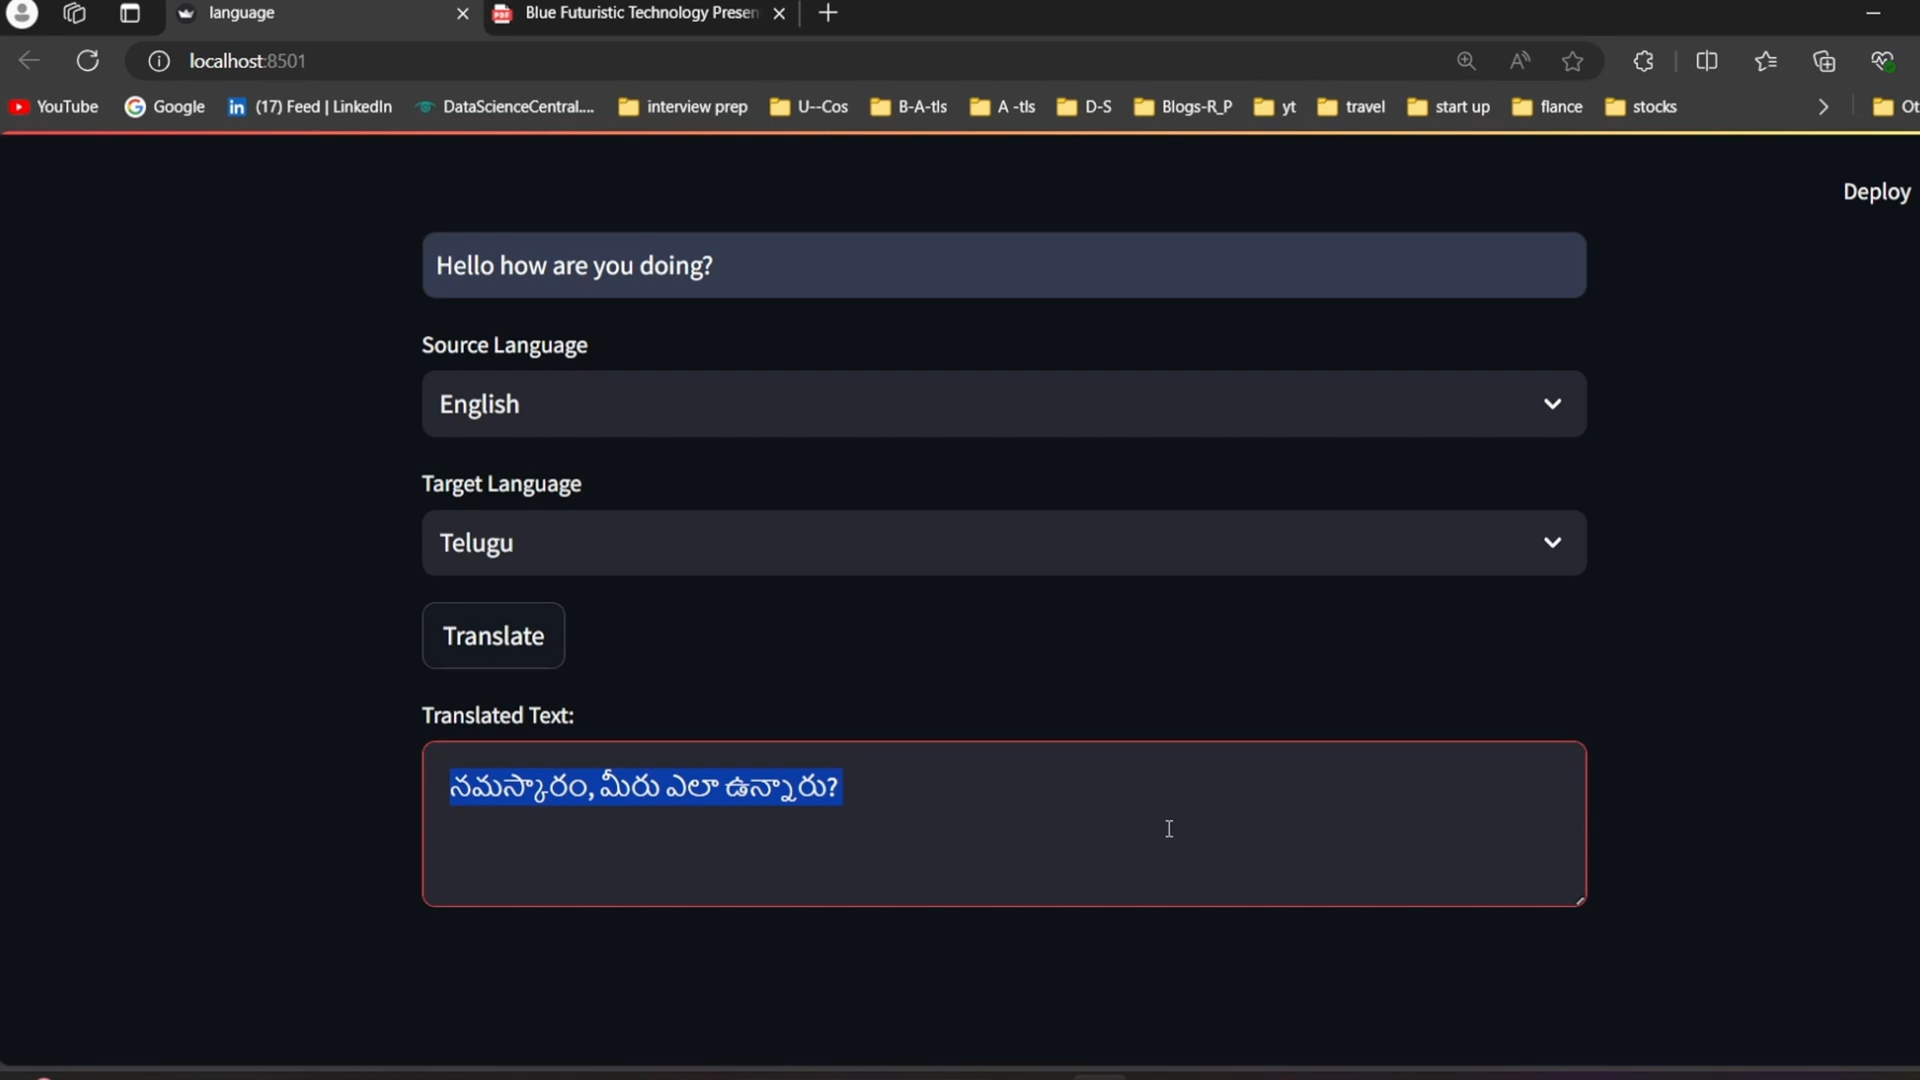 language
Blue Futuristic Technology Presen
localhost:8501
YouTube
Google
(17) Feed | LinkedIn
DataScienceCentral....
interview prep
U--Cos
B-A-tls
A -tls
D-S
Blogs-R_P
yt
travel
start up
flance
stocks
Ot
Deploy
Hello how are you doing?
Source Language
English
Target Language
Telugu
Translate
Translated Text:
నమస్కారం, మీరు ఎలా ఉన్నారు?